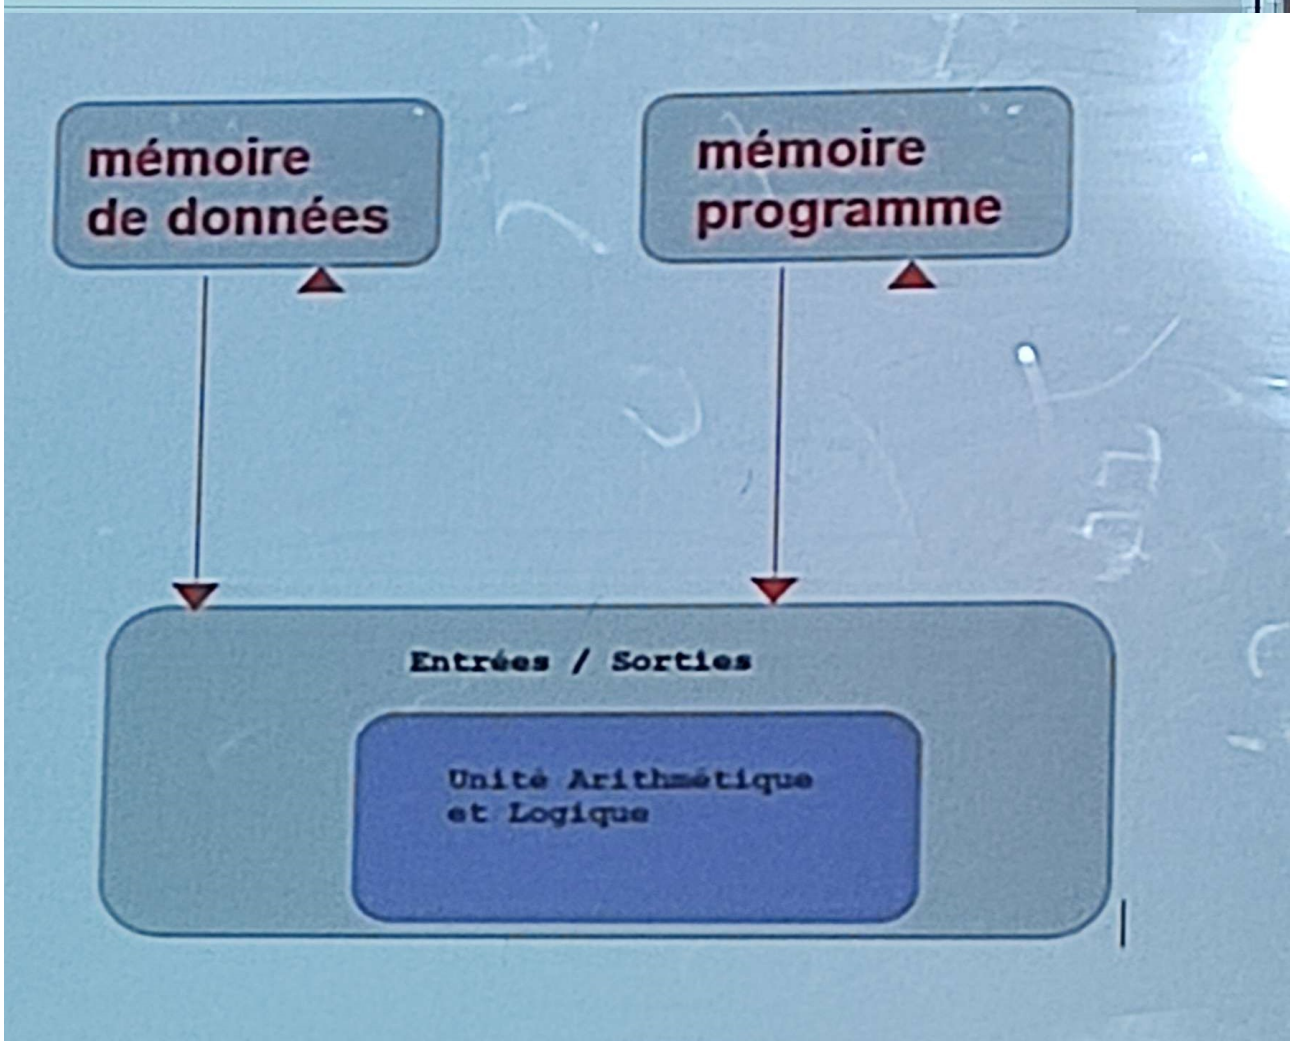 mémoire
de données
mémoire
programme
Entrées / Sorties
Unité Arithmétique
et Logique